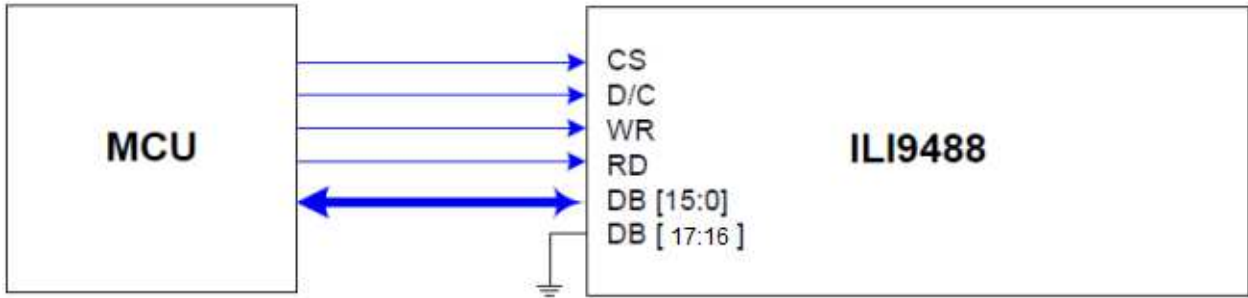 MCU
CS
D/C
WR
RD
DB [15:0]
DB [ 17:16 ]
ILI9488